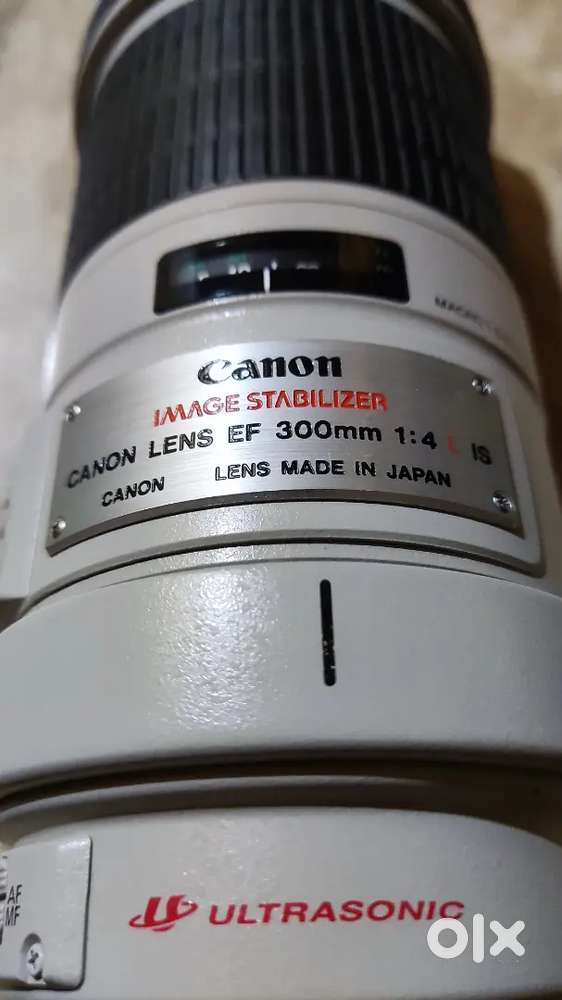 Canon
IMAGE STABILIZER
CANON LENS EF 300mm 1:4 L IS
CANON LENS MADE IN JAPAN
AF
MF
ULTRASONIC
olx